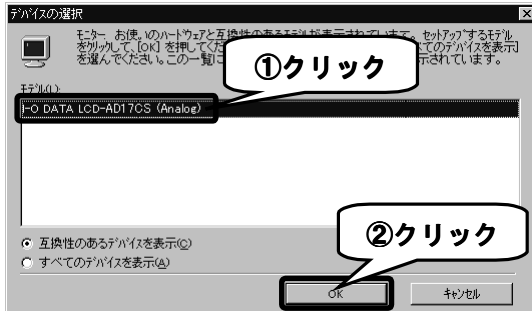 デバイスの選択
モニター お使いのハードウェアと互換性のある
表示されています。 セットアップするモデル
をクリックして、[OK] を押してくだ
てのデバイスを表示]
を選んでください。この一覧に
示されています。
①クリック
モデル(L):
I-O DATA LCD-AD17CS (Analog)
互換性のあるデバイスを表示(C)
すべてのデバイスを表示(A)
②クリック
OK
キャンセル